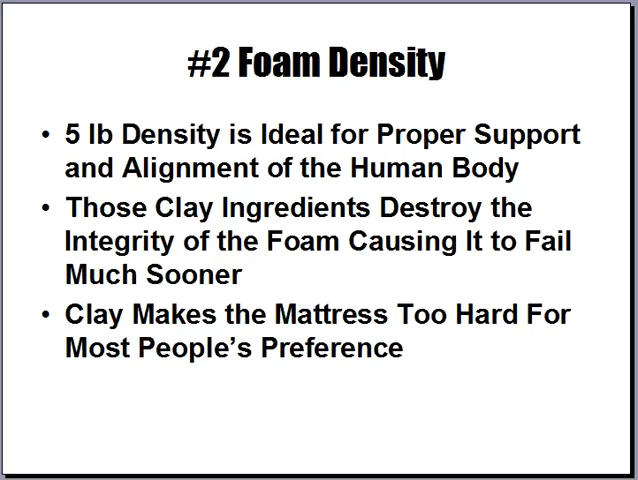 #2 Foam Density
• 5 lb Density is Ideal for Proper Support
and Alignment of the Human Body
• Those Clay Ingredients Destroy the
Integrity of the Foam Causing It to Fail
Much Sooner
• Clay Makes the Mattress Too Hard For
Most People’s Preference